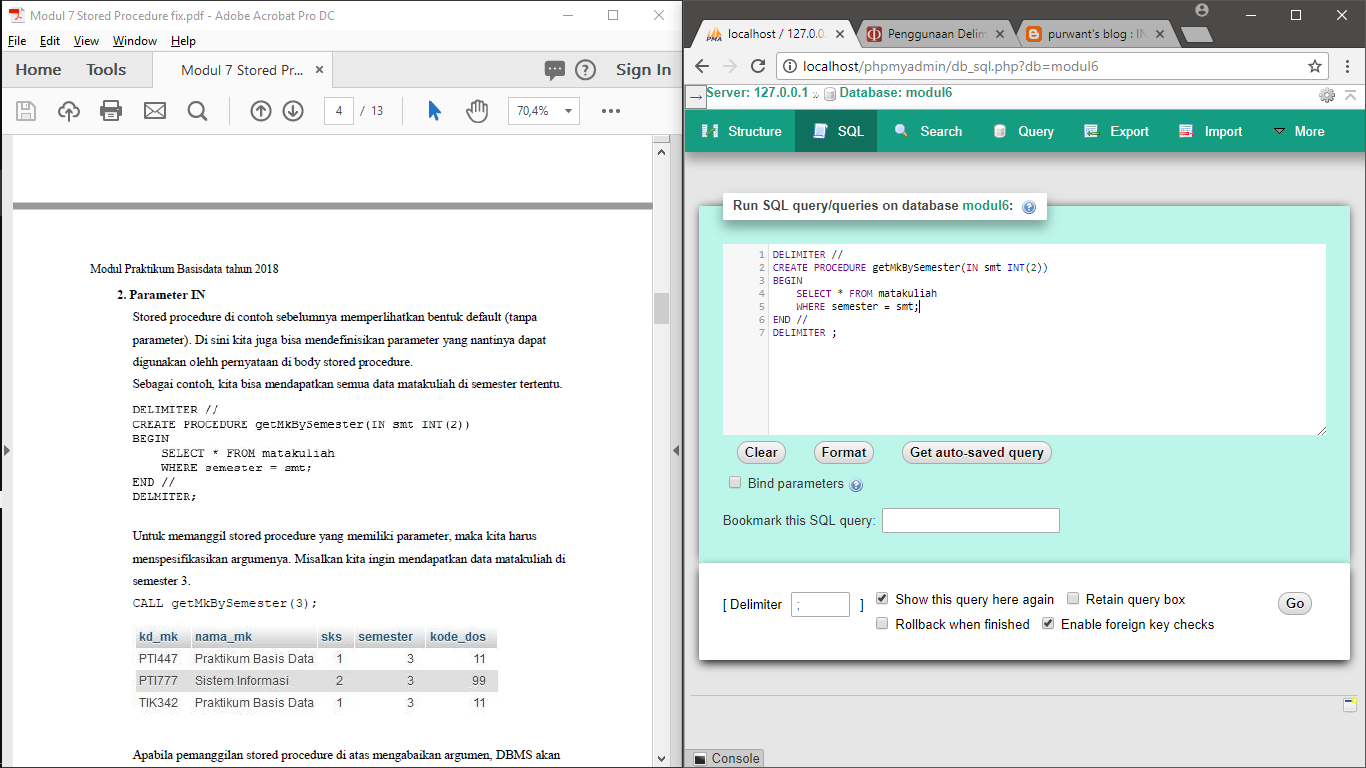 Modul 7 Stored Procedure fix.pdf - Adobe Acrobat Pro DC
File Edit View Window Help
Home Tools Modul 7 Stored Pr... × Sign In
4 / 13 70,4%
Modul Praktikum Basisdata tahun 2018
2. Parameter IN
Stored procedure di contoh sebelumnya memperlihatkan bentuk default (tanpa
parameter). Di sini kita juga bisa mendefinisikan parameter yang nantinya dapat
digunakan olehh pernyataan di body stored procedure.
Sebagai contoh, kita bisa mendapatkan semua data matakuliah di semester tertentu.
DELIMITER //
CREATE PROCEDURE getMkBySemester(IN smt INT(2))
BEGIN
SELECT * FROM matakuliah
WHERE semester = smt;
END //
DELMITER;
Untuk memanggil stored procedure yang memiliki parameter, maka kita harus
menspesifikasikan argumenya. Misalkan kita ingin mendapatkan data matakuliah di
semester 3.
CALL getMkBySemester(3);
kd_mk nama_mk sks semester kode_dos
PTI447 Praktikum Basis Data 1 3 11
PTI777 Sistem Informasi 2 3 99
TIK342 Praktikum Basis Data 1 3 11
Apabila pemanggilan stored procedure di atas mengabaikan argumen, DBMS akan
PMA localhost / 127.0.0. × Penggunaan Delim × purwant's blog : IN ×
localhost/phpmyadmin/db_sql.php?db=modul6
Server: 127.0.0.1 » Database: modul6
Structure SQL Search Query Export Import More
Run SQL query/queries on database modul6:
1 DELIMITER //
2 CREATE PROCEDURE getMkBySemester(IN smt INT(2))
3 BEGIN
4 SELECT * FROM matakuliah
5 WHERE semester = smt;
6 END //
7 DELIMITER ;
Clear Format Get auto-saved query
Bind parameters
Bookmark this SQL query:
[ Delimiter ; ] Show this query here again Retain query box Go
Rollback when finished Enable foreign key checks
Console